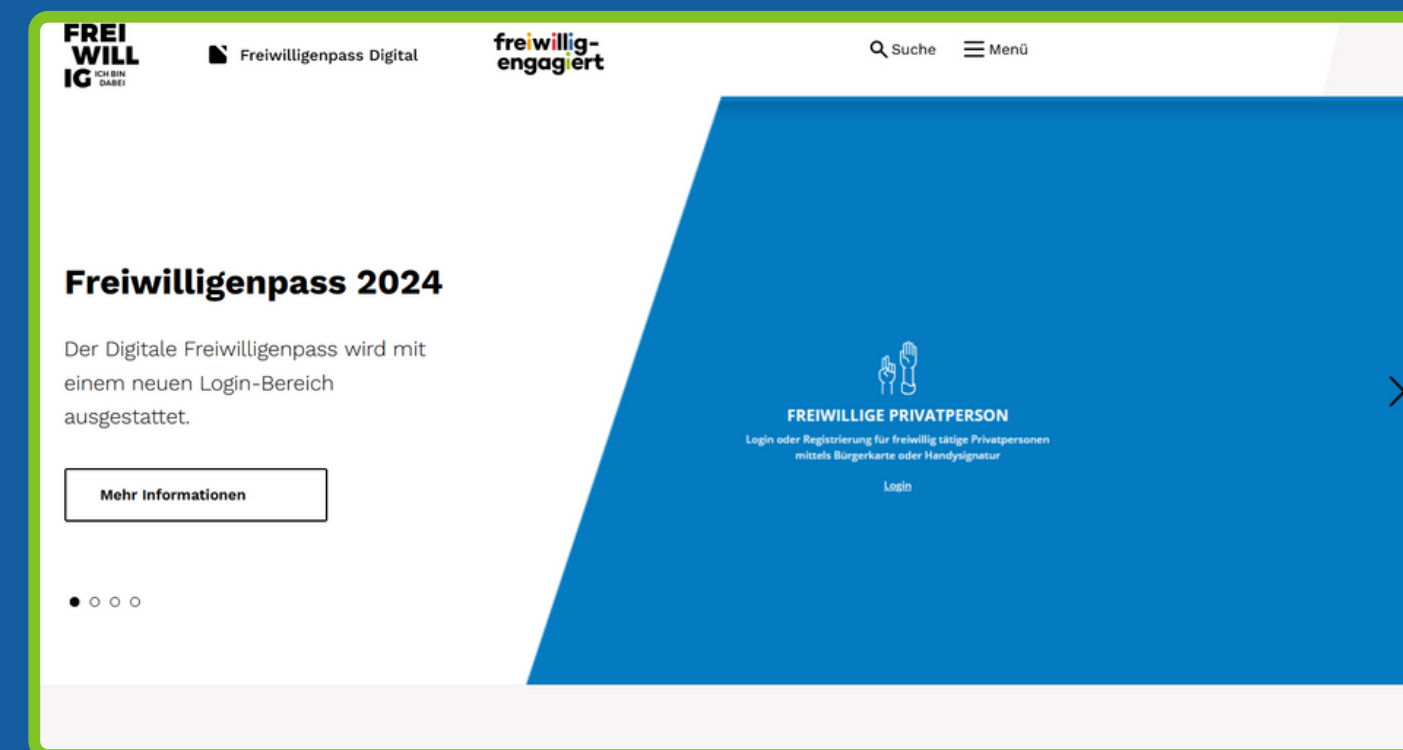 FREI
WILL
IG ICH BIN
DABEI
Freiwilligenpass Digital
freiwillig-
engagiert
Suche
Menü
Freiwilligenpass 2024
Der Digitale Freiwilligenpass wird mit
einem neuen Login-Bereich
ausgestattet.
Mehr Informationen
FREIWILLIGE PRIVATPERSON
Login oder Registrierung für freiwillig tätige Privatpersonen
mittels Bürgerkarte oder Handysignatur
Login